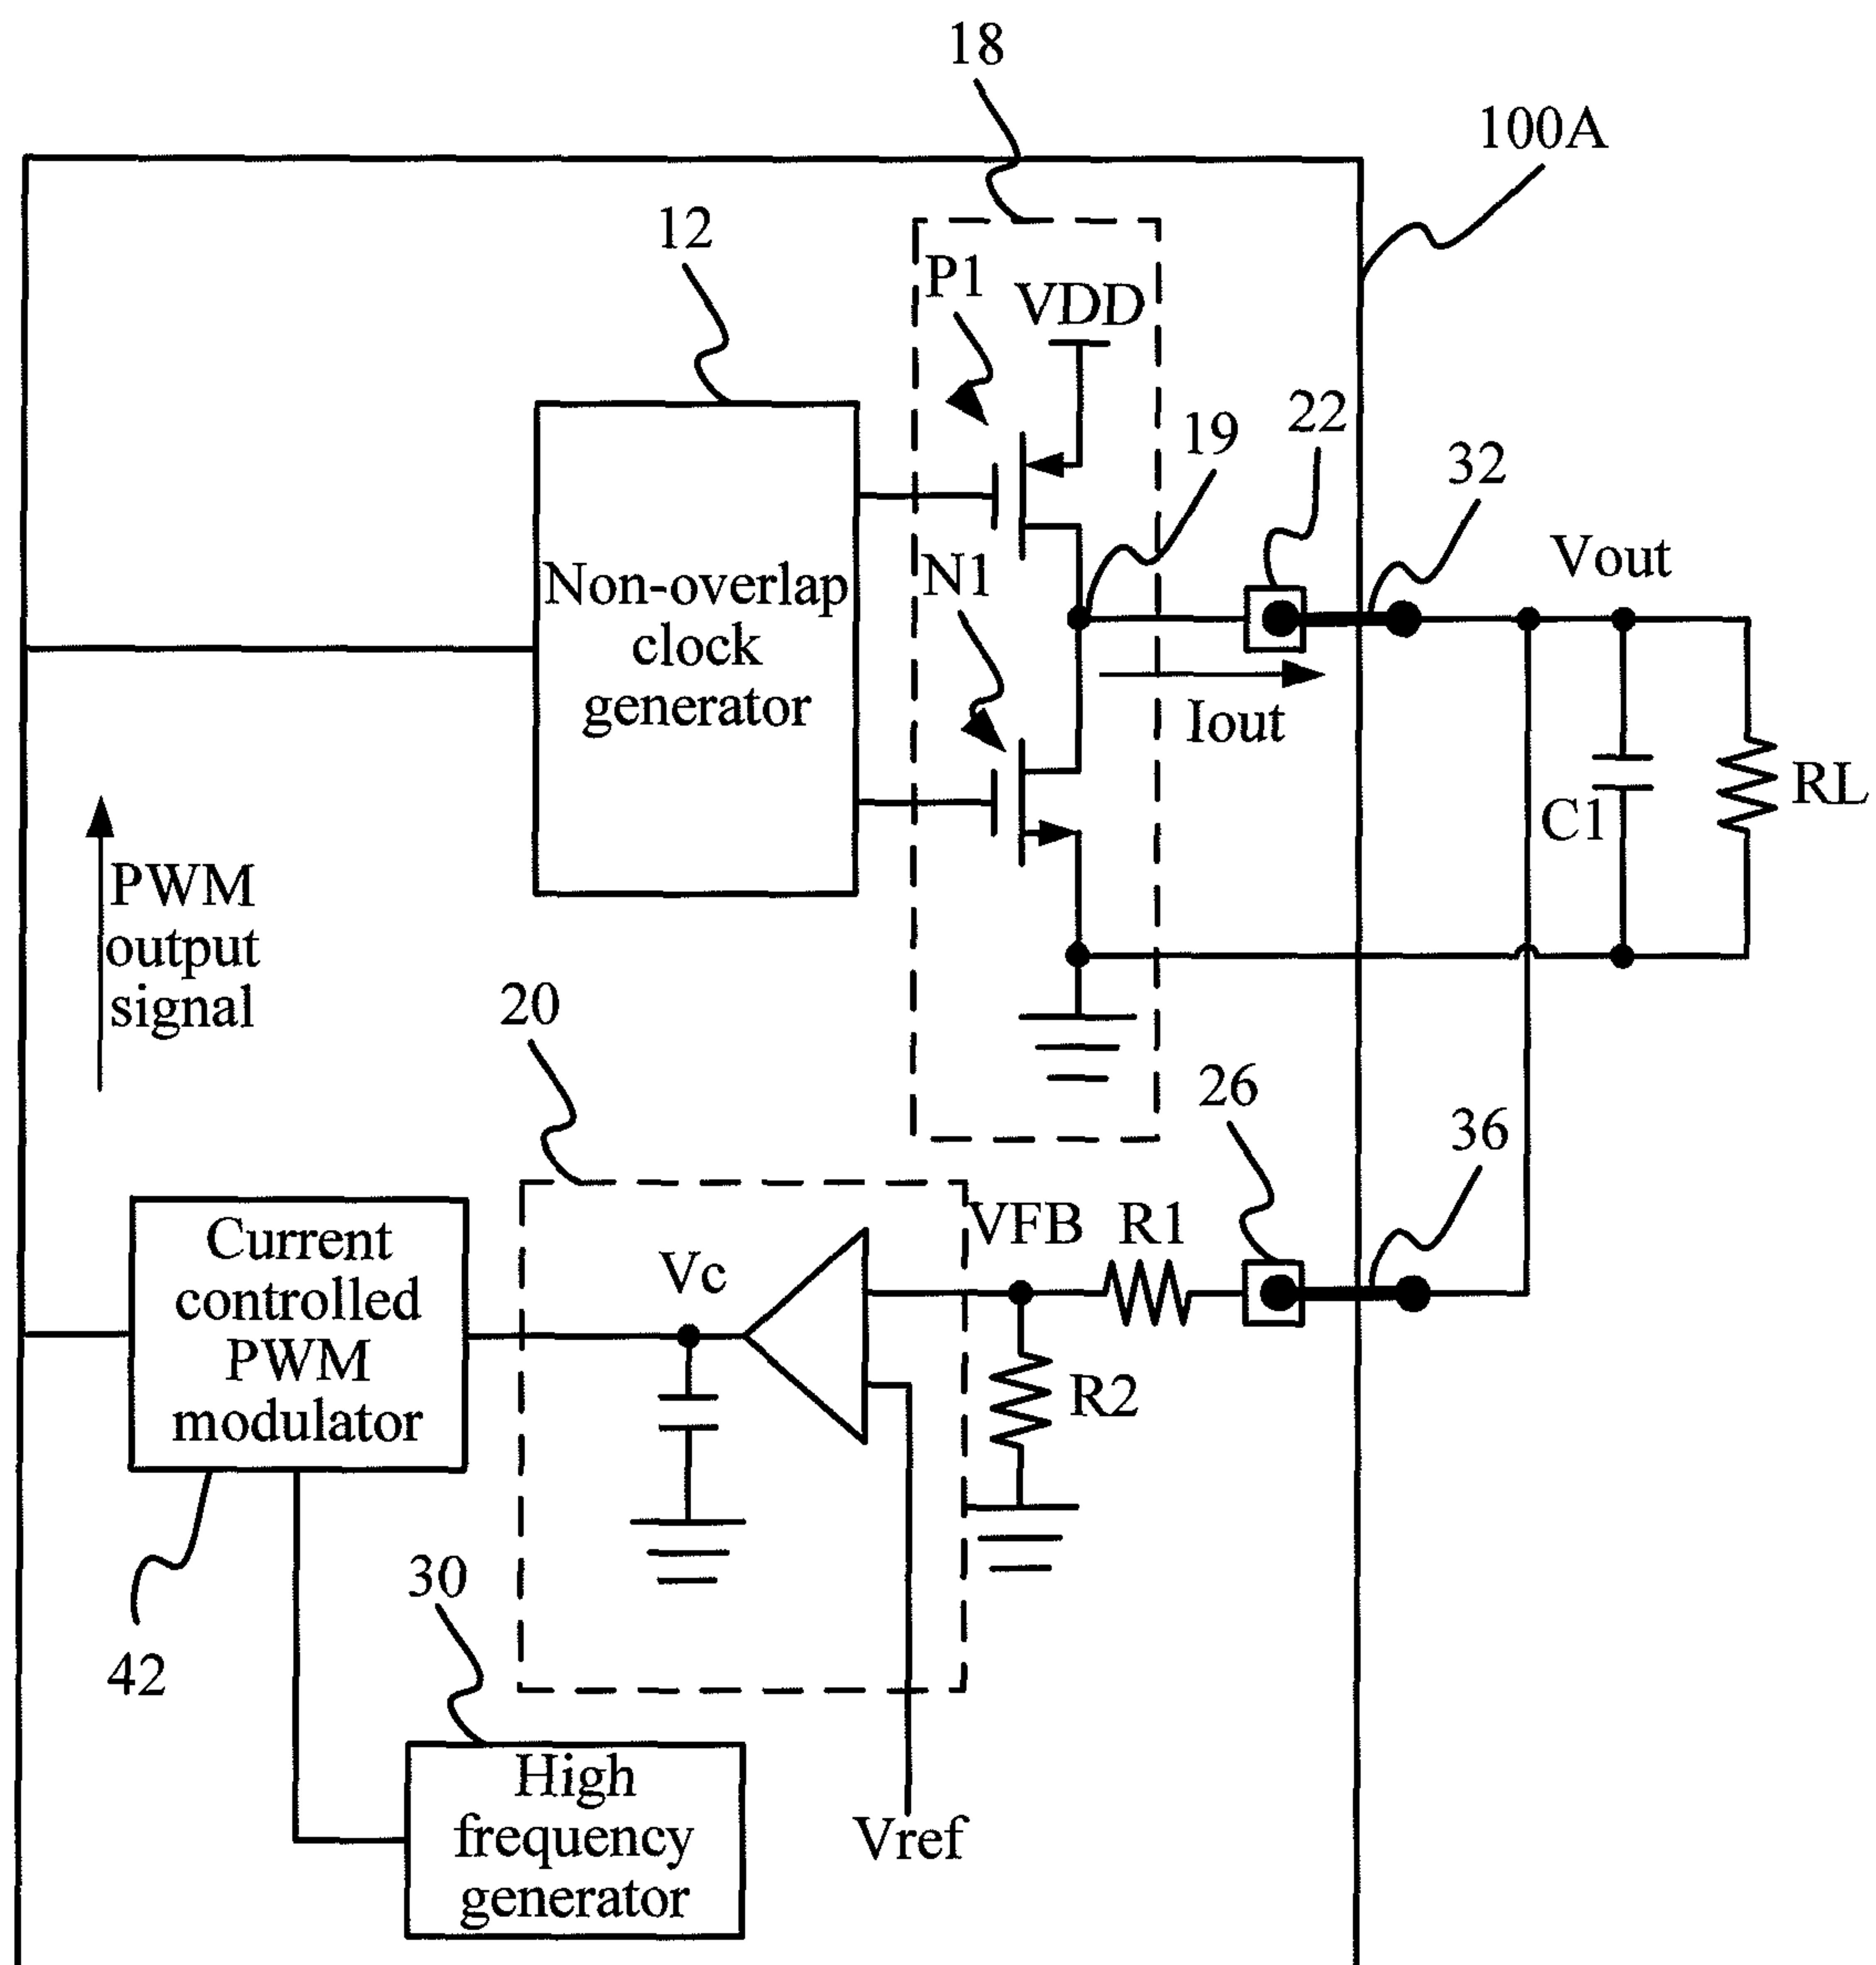 18
100A
12
P1
VDD
22
19
32
Vout
Non-overlap
clock
generator
N1
Iout
RL
C1
PWM
output
signal
20
26
36
VFB
R1
Current
controlled
PWM
modulator
Vc
R2
30
42
High
frequency
generator
Vref